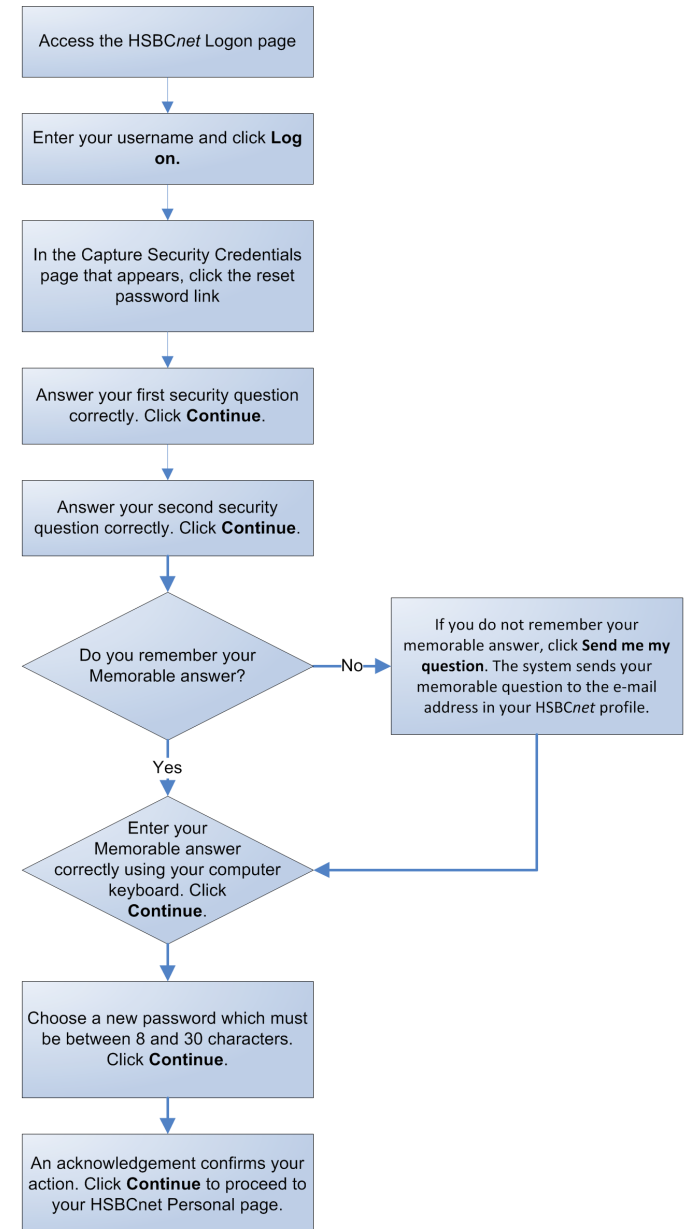 Access the HSBCnet Logon page
Enter your username and click Log
on.
In the Capture Security Credentials
page that appears, click the reset
password link
Answer your first security question
correctly. Click Continue.
Answer your second security
question correctly. Click Continue.
Do you remember your
Memorable answer?
No
If you do not remember your
memorable answer, click Send me my
question. The system sends your
memorable question to the e-mail
address in your HSBCnet profile.
Yes
Enter your
Memorable answer
correctly using your computer
keyboard. Click
Continue.
Choose a new password which must
be between 8 and 30 characters.
Click Continue.
An acknowledgement confirms your
action. Click Continue to proceed to
your HSBCnet Personal page.